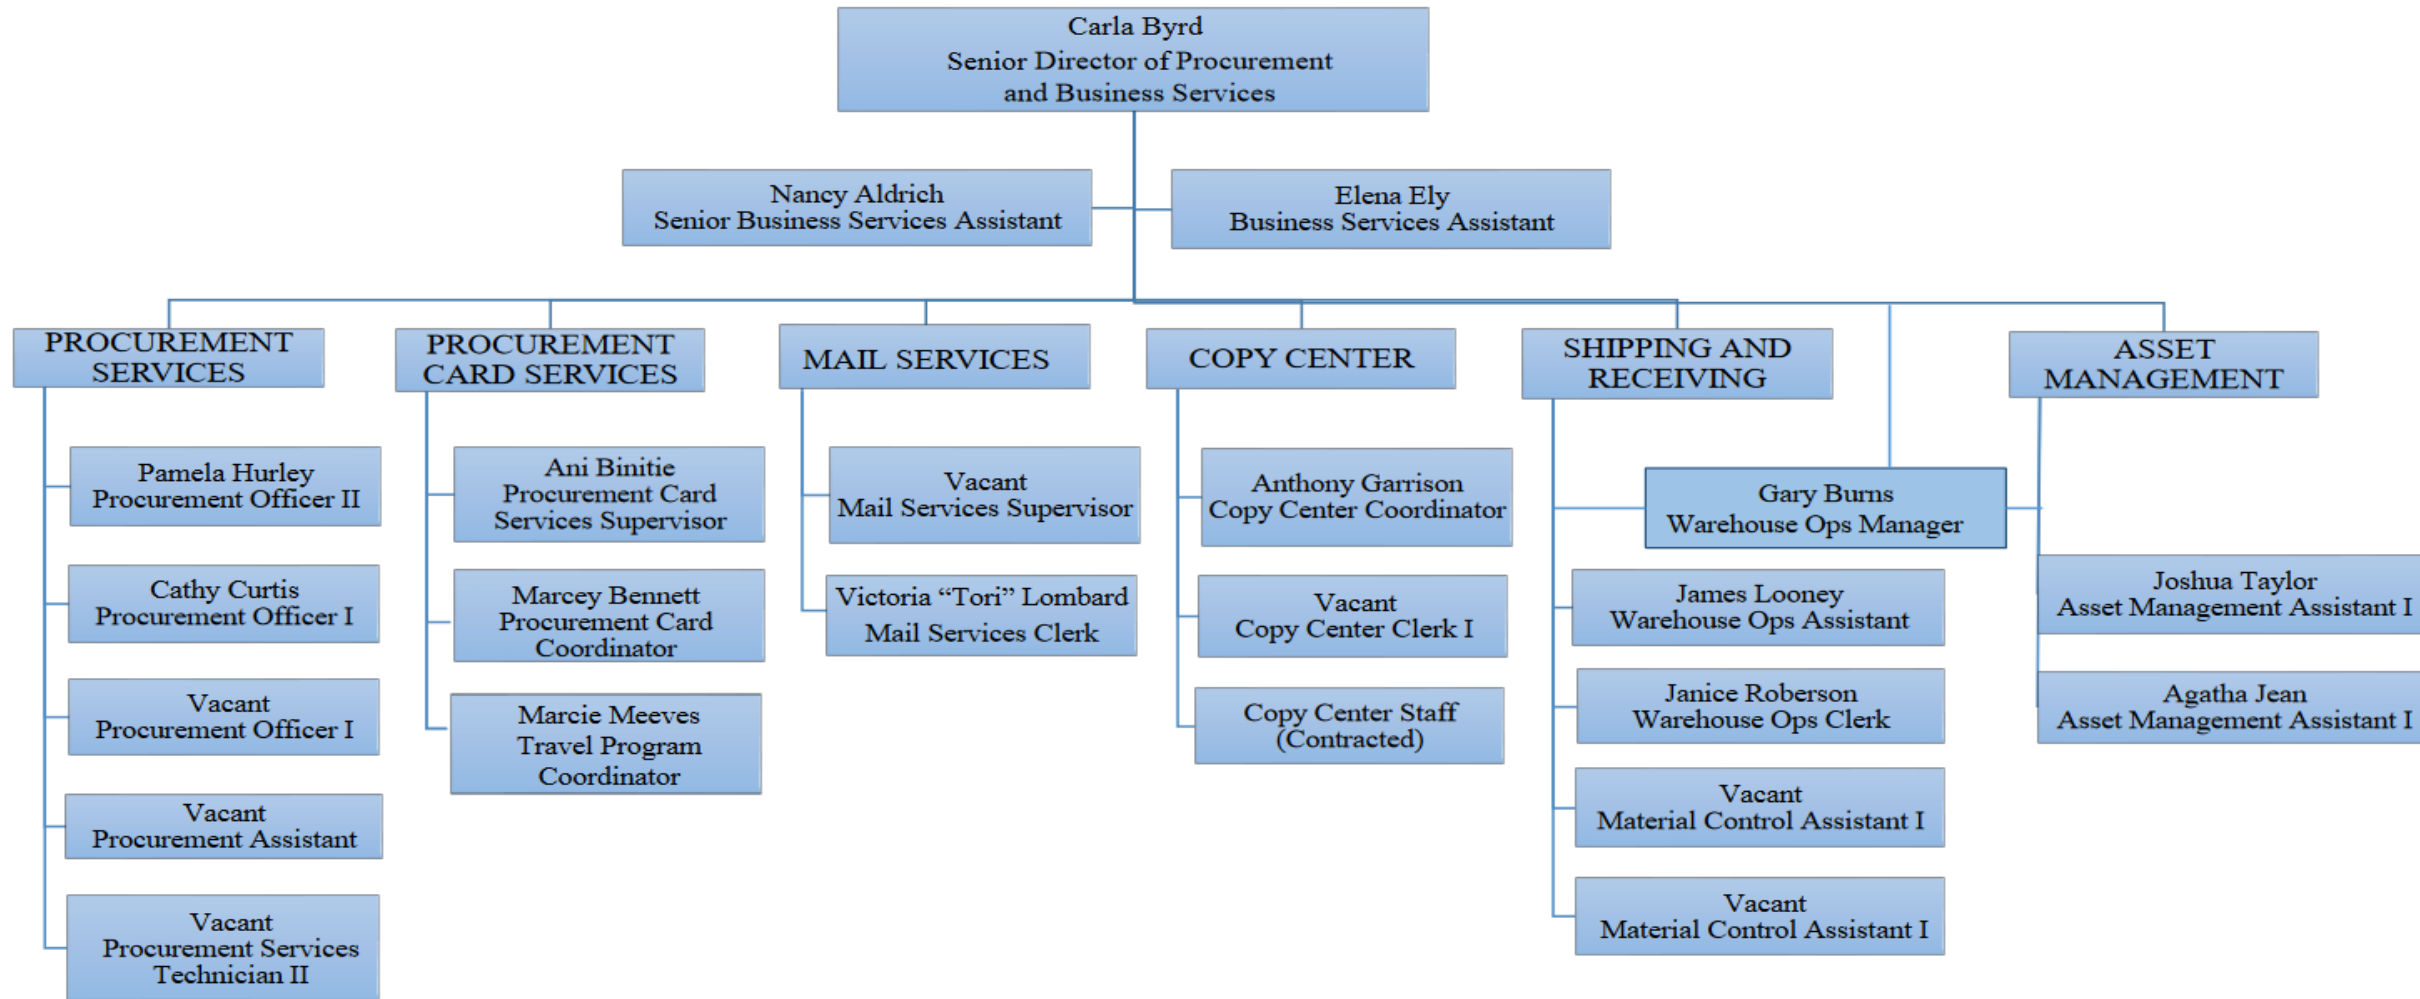 Carla Byrd
Senior Director of Procurement
and Business Services
Nancy Aldrich
Senior Business Services Assistant
Elena Ely
Business Services Assistant
PROCUREMENT
SERVICES
Pamela Hurley
Procurement Officer II
Cathy Curtis
Procurement Officer I
Vacant
Procurement Officer I
Vacant
Procurement Assistant
Vacant
Procurement Services
Technician II
PROCUREMENT
CARD SERVICES
Ani Binitie
Procurement Card
Services Supervisor
Marcey Bennett
Procurement Card
Coordinator
Marcie Meeves
Travel Program
Coordinator
MAIL SERVICES
Vacant
Mail Services Supervisor
Victoria “Tori” Lombard
Mail Services Clerk
COPY CENTER
Anthony Garrison
Copy Center Coordinator
Vacant
Copy Center Clerk I
Copy Center Staff
(Contracted)
SHIPPING AND
RECEIVING
Gary Burns
Warehouse Ops Manager
James Looney
Warehouse Ops Assistant
Janice Roberson
Warehouse Ops Clerk
Vacant
Material Control Assistant I
Vacant
Material Control Assistant I
ASSET
MANAGEMENT
Joshua Taylor
Asset Management Assistant I
Agatha Jean
Asset Management Assistant I